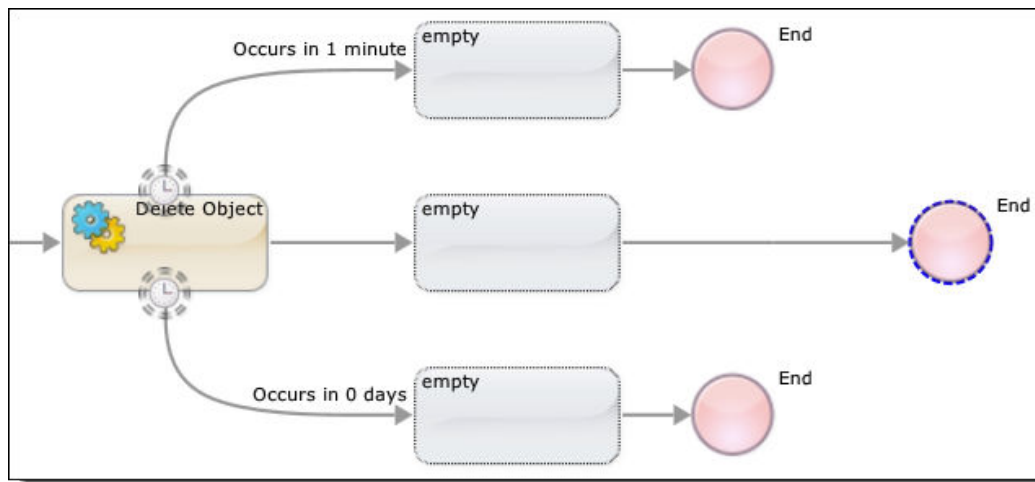 empty
End
Occurs in 1 minute
Delete Object
empty
End
empty
End
Occurs in 0 days